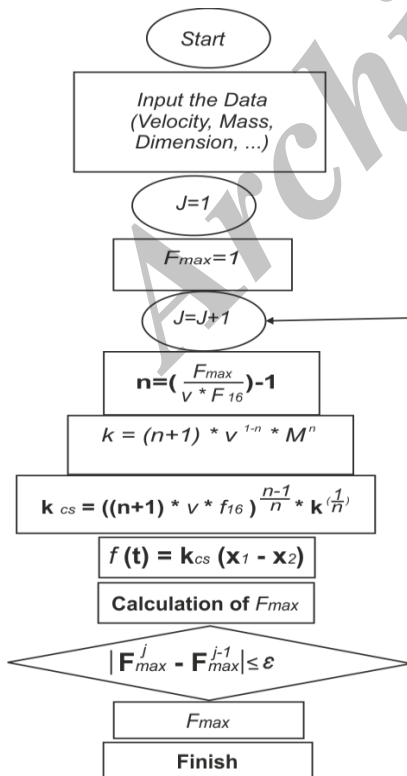 Start
Input the Data
(Velocity, Mass,
Dimension, ...)
J=1
Fmax=1
J=J+1
n=(Fmax / v * F16)-1
k = (n+1) * v^1-n * M^n
k cs = ((n+1) * v * f16)^(n-1/n) * k^(1/n)
f (t) = kcs (x1 - x2)
Calculation of Fmax
|F^j max - F^j-1 max| ≤ ε
Fmax
Finish